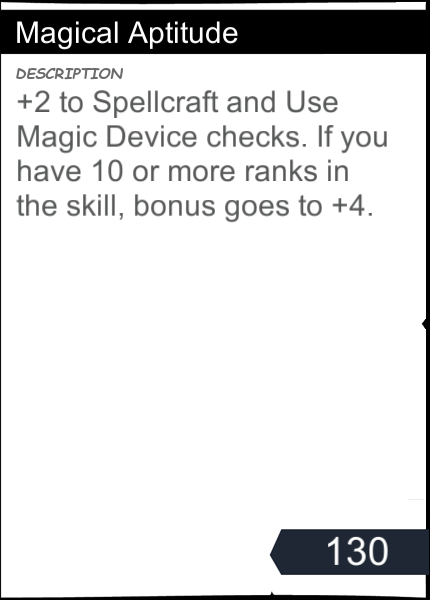 Magical Aptitude
DESCRIPTION
+2 to Spellcraft and Use
Magic Device checks. If you
have 10 or more ranks in
the skill, bonus goes to +4.
130